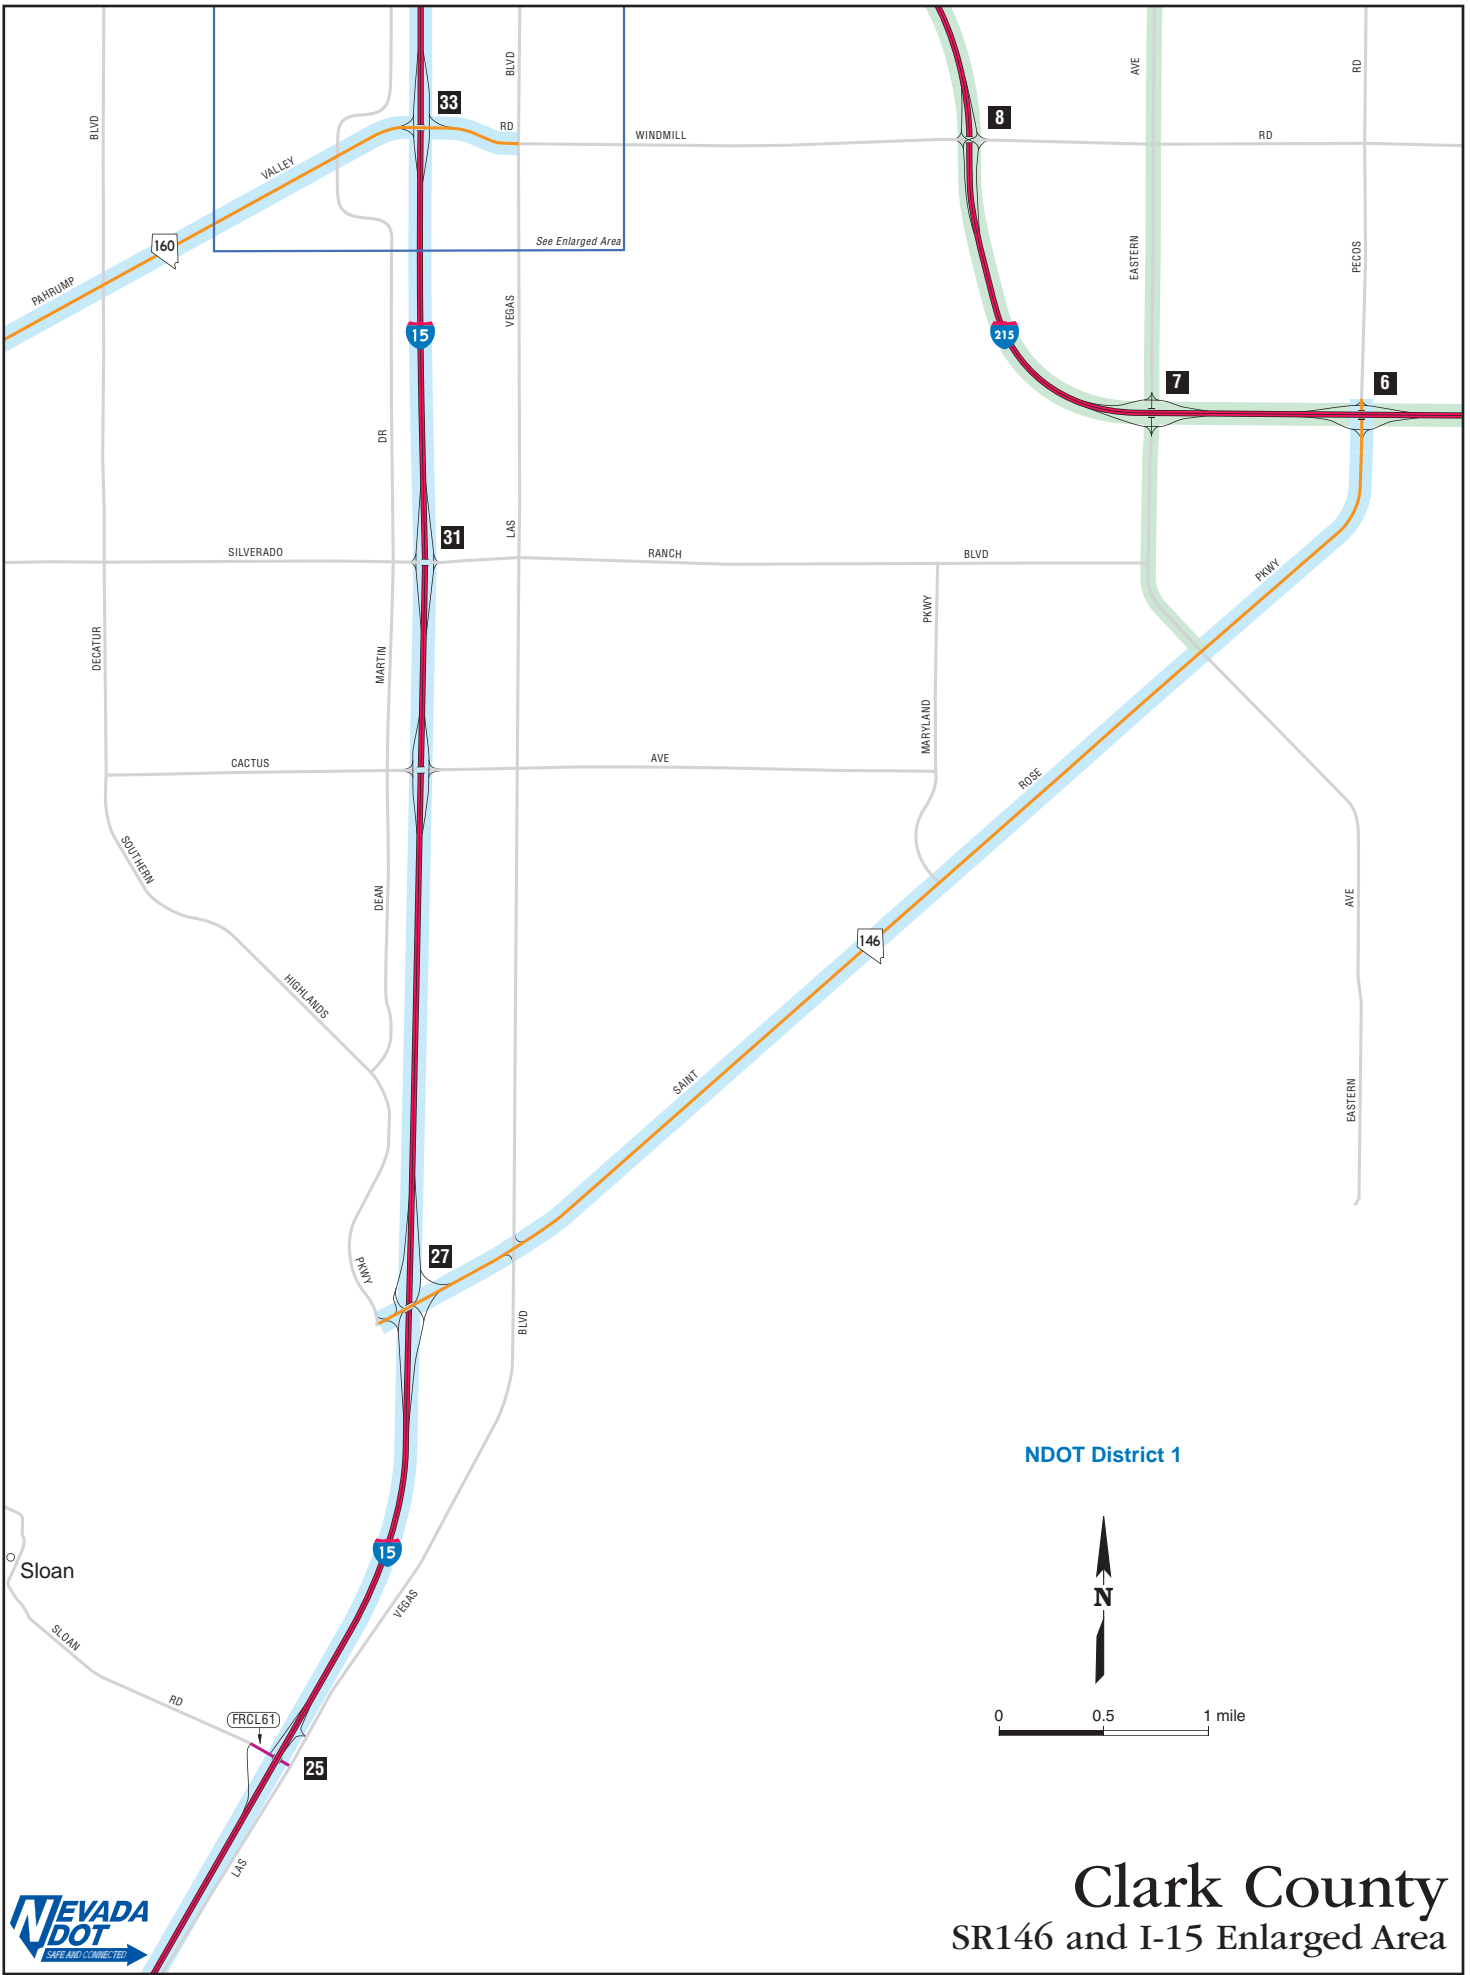 BLVD
33
BLVD
RD
WINDMILL
8
AVE
RD
RD
VALLEY
160
PAHRUMP
See Enlarged Area
EASTERN
PECOS
VEGAS
15
215
7
6
DR
LAS
31
SILVERADO
RANCH
BLVD
PKWY
PKWY
DECATUR
MARTIN
MARYLAND
CACTUS
AVE
ROSE
SOUTHERN
DEAN
AVE
146
HIGHLANDS
SAINT
EASTERN
27
PKWY
BLVD
NDOT District 1
15
Sloan
N
VEGAS
SLOAN
RD
FRCL61
0 0.5 1 mile
25
LAS
NEVADA
DOT
SAFE AND CONNECTED
Clark County
SR146 and I-15 Enlarged Area